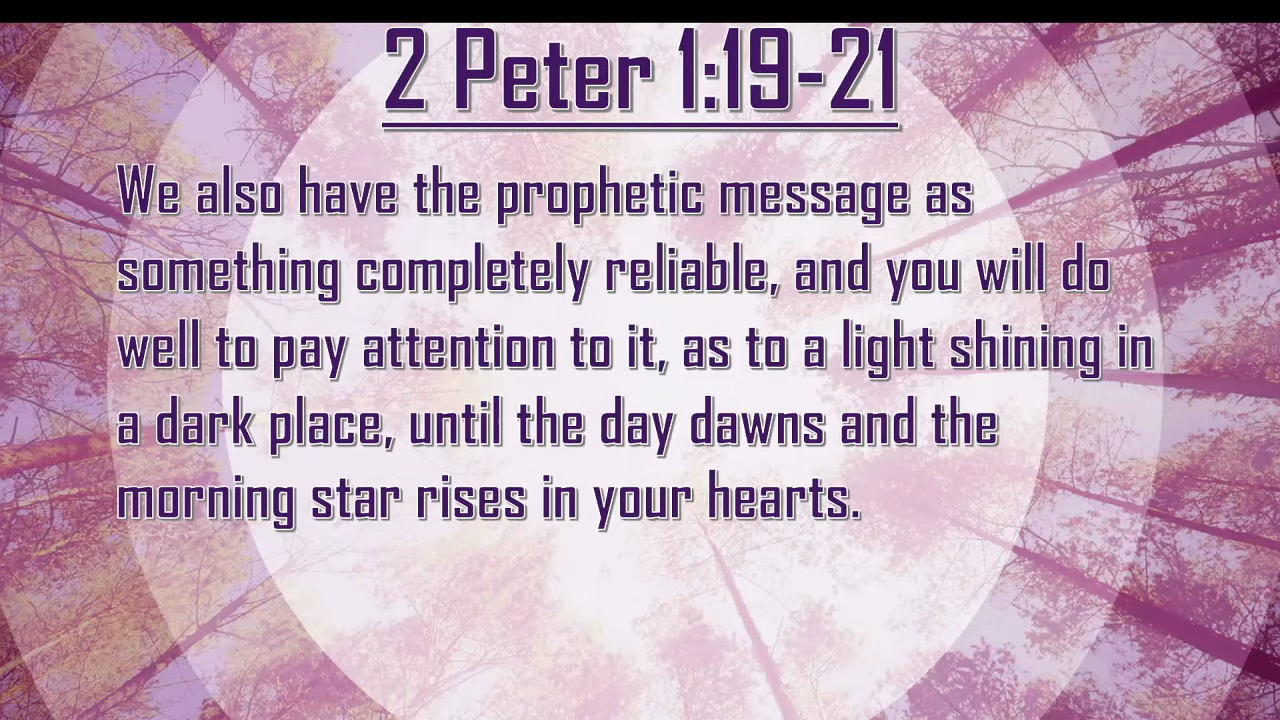 2 Peter 1:19-21
We also have the prophetic message as
something completely reliable, and you will do
well to pay attention to it, as to a light shining in
a dark place, until the day dawns and the
morning star rises in your hearts.